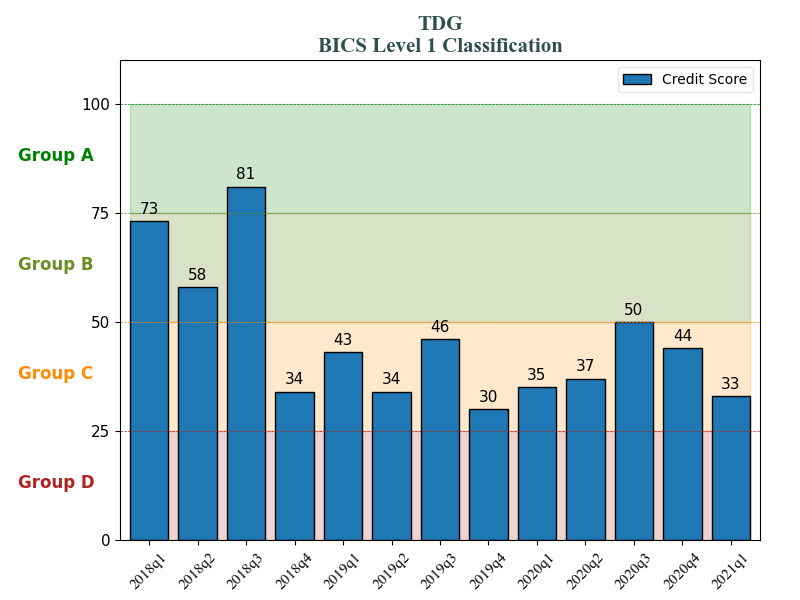 TDG
BICS Level 1 Classification
Credit Score
100
Group A
81
75
73
Group B
58
50
50
46
44
43
Group C
37
35
34
34
33
30
25
Group D
0
2018q1
2018q2
2018q3
2018q4
2019q1
2019q2
2019q3
2019q4
2020q1
2020q2
2020q3
2020q4
2021q1